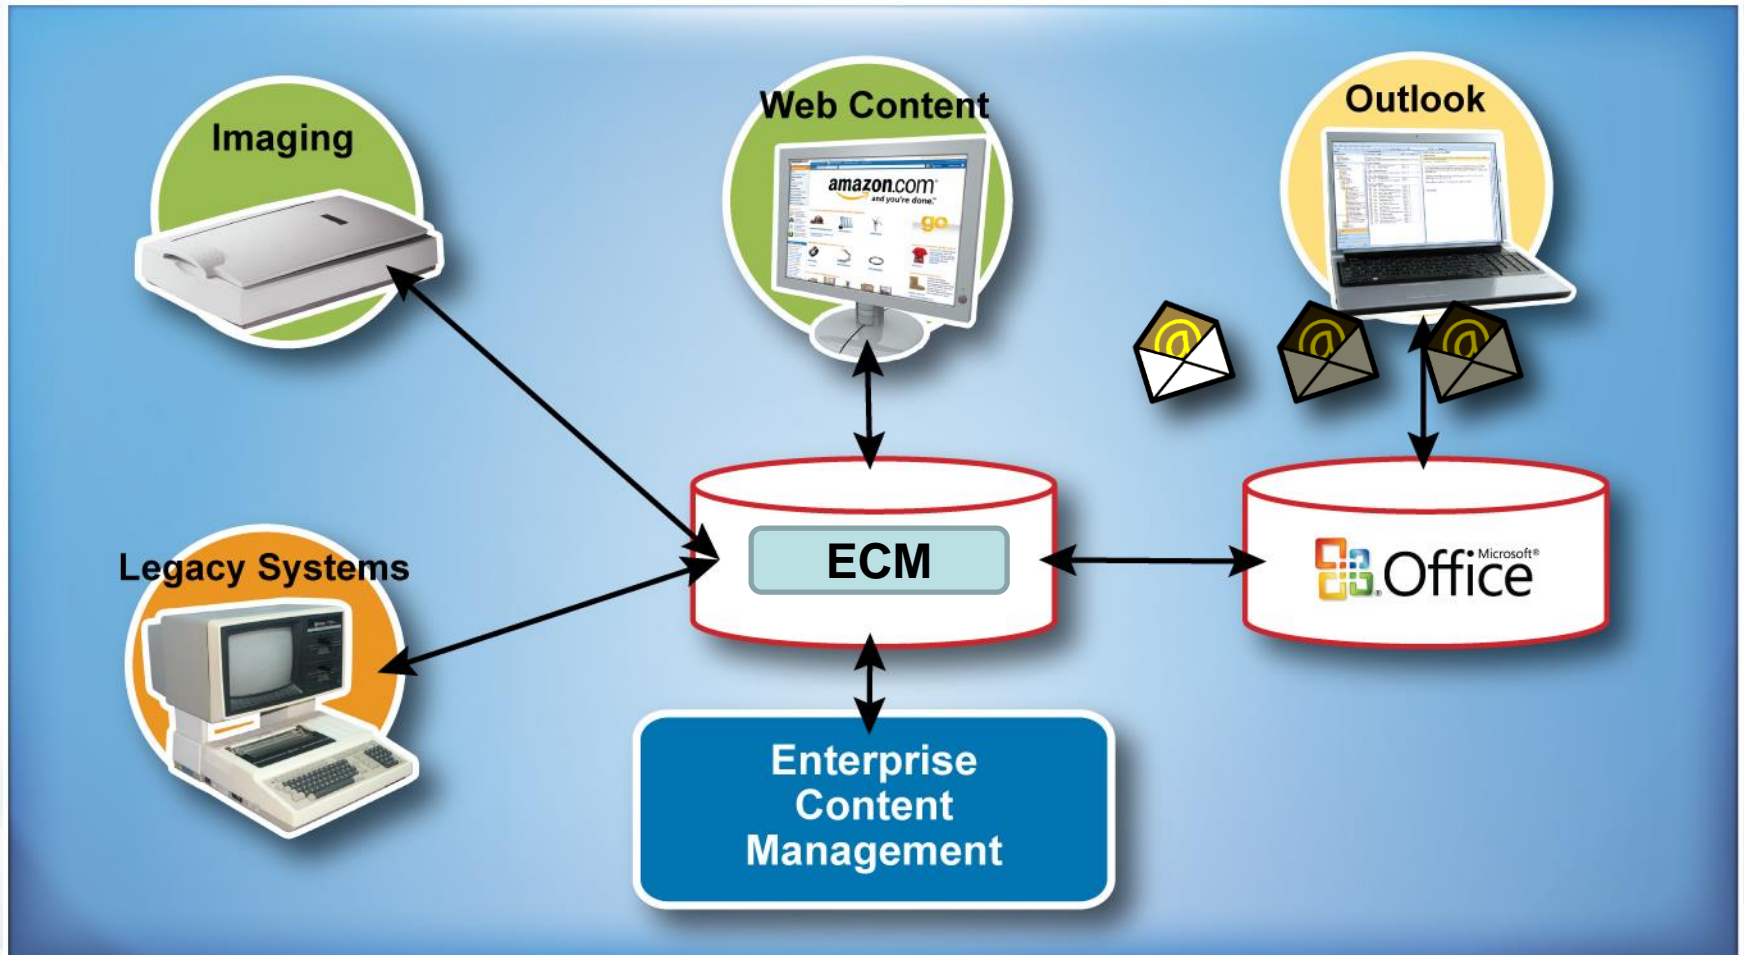 Imaging
Web Content
Outlook
amazon.com
and you're done.™
go
Legacy Systems
ECM
Microsoft®
Office
Enterprise
Content
Management